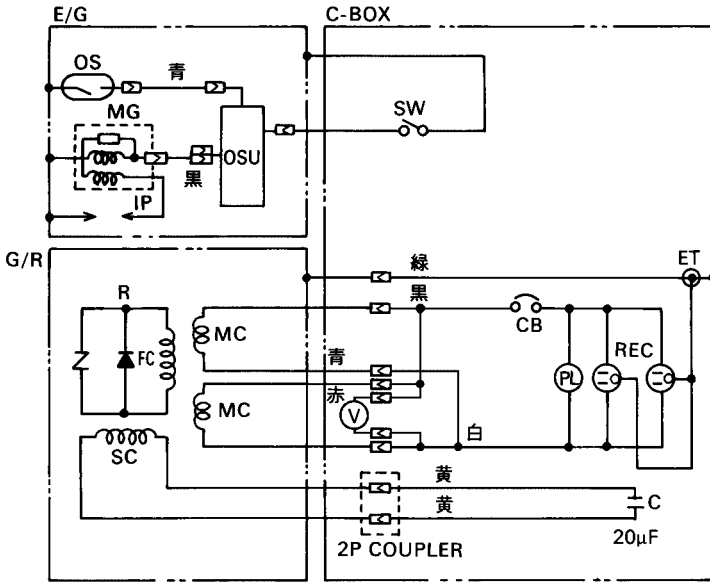 E/G
C-BOX
OS
青
MG
SW
OSU
黒
IP
G/R
緑
ET
R
黒
MC
CB
FC
REC
青
PL
赤
MC
V
白
SC
黄
黄
C
20μF
2P COUPLER